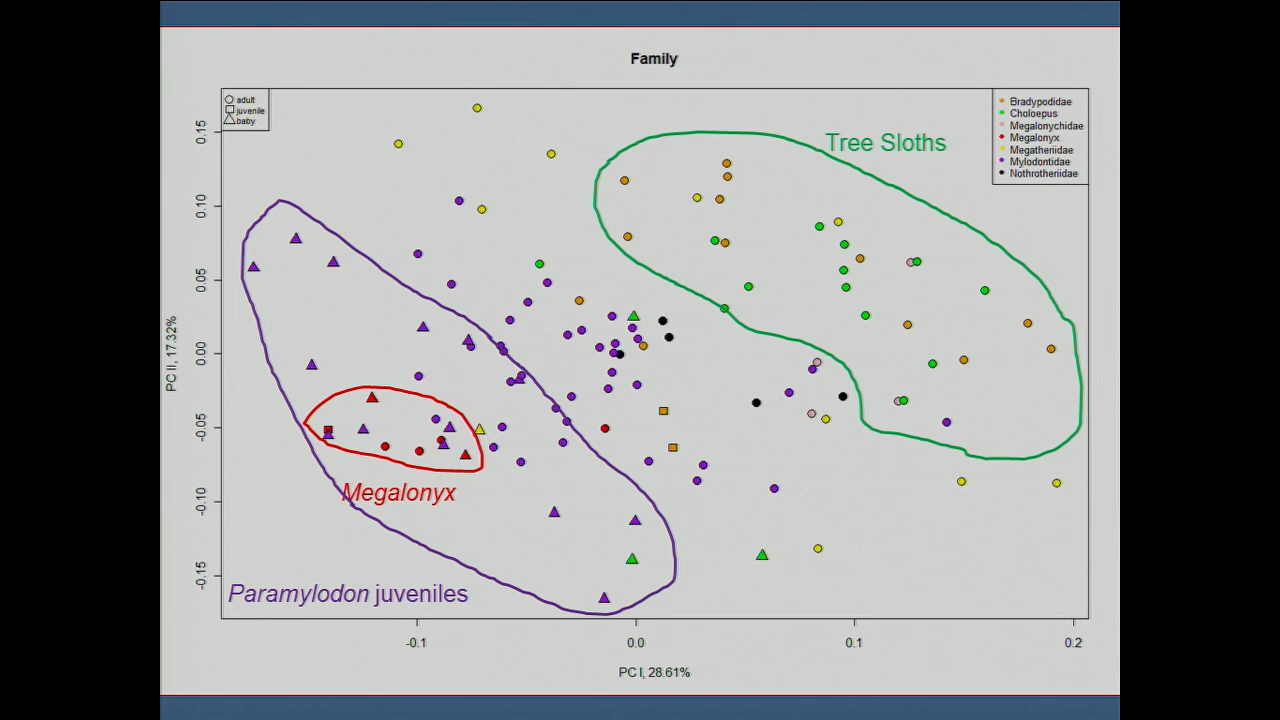 Family
adult
juvenile
baby
Bradypodidae
Choloepus
Megalonychidae
Megalonyx
Megatheriidae
Mylodontidae
Nothrotheriidae
Tree Sloths
Megalonyx
Paramylodon juveniles
0.15
0.10
0.05
0.00
-0.05
-0.10
-0.15
PC II, 17.32%
-0.1
0.0
0.1
0.2
PC I, 28.61%